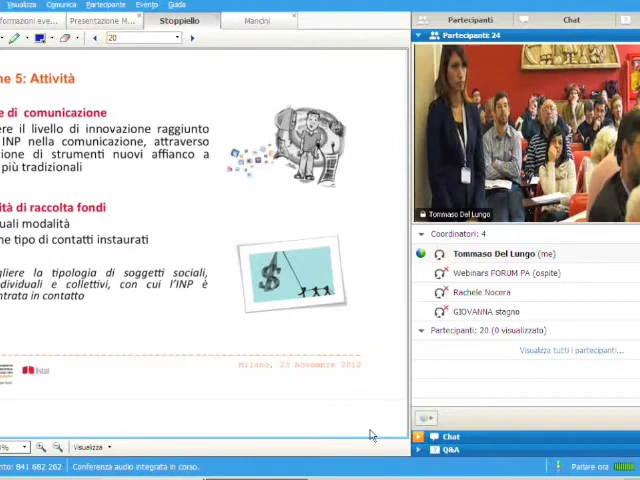 Visualizza Comunica Partecipante Evento Guida
formazioni eve... Presentazione M... Stoppiello Mancini
Partecipanti Chat
20
Partecipanti: 24
ne 5: Attività
e di comunicazione
ere il livello di innovazione raggiunto
INP nella comunicazione, attraverso
zione di strumenti nuovi affianco a
più tradizionali
ità di raccolta fondi
quali modalità
he tipo di contatti instaurati
gliere la tipologia di soggetti sociali,
dividuali e collettivi, con cui l'INP è
ntrata in contatto
Istat
Milano, 23 Novembre 2012
Tommaso Del Lungo
Coordinatori: 4
Tommaso Del Lungo (me)
Webinars FORUM PA (ospite)
Rachele Nocera
GIOVANNA stagno
Partecipanti: 20 (0 visualizzato)
Visualizza tutti i partecipanti...
Chat
Q&A
% Visualizza
nto: 841 682 262 Conferenza audio integrata in corso.
Parlare ora